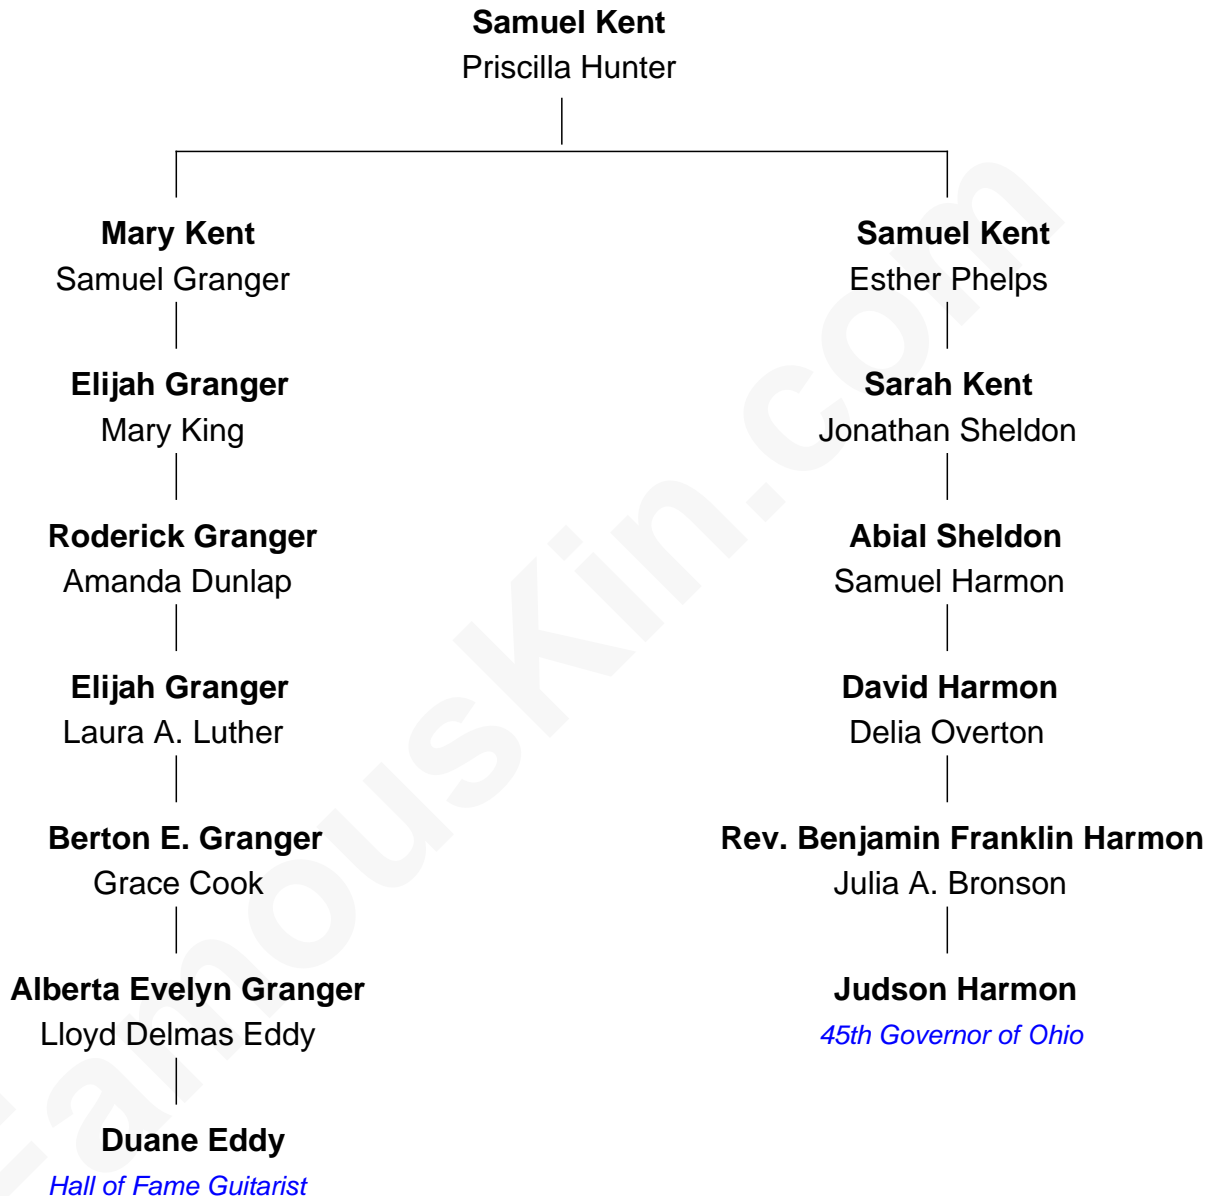 Samuel Kent
Priscilla Hunter
Mary Kent
Samuel Granger
Samuel Kent
Esther Phelps
Elijah Granger
Mary King
Sarah Kent
Jonathan Sheldon
Roderick Granger
Amanda Dunlap
Abial Sheldon
Samuel Harmon
Elijah Granger
Laura A. Luther
David Harmon
Delia Overton
Berton E. Granger
Grace Cook
Rev. Benjamin Franklin Harmon
Julia A. Bronson
Alberta Evelyn Granger
Lloyd Delmas Eddy
Judson Harmon
45th Governor of Ohio
Duane Eddy
Hall of Fame Guitarist
FamousKin.com